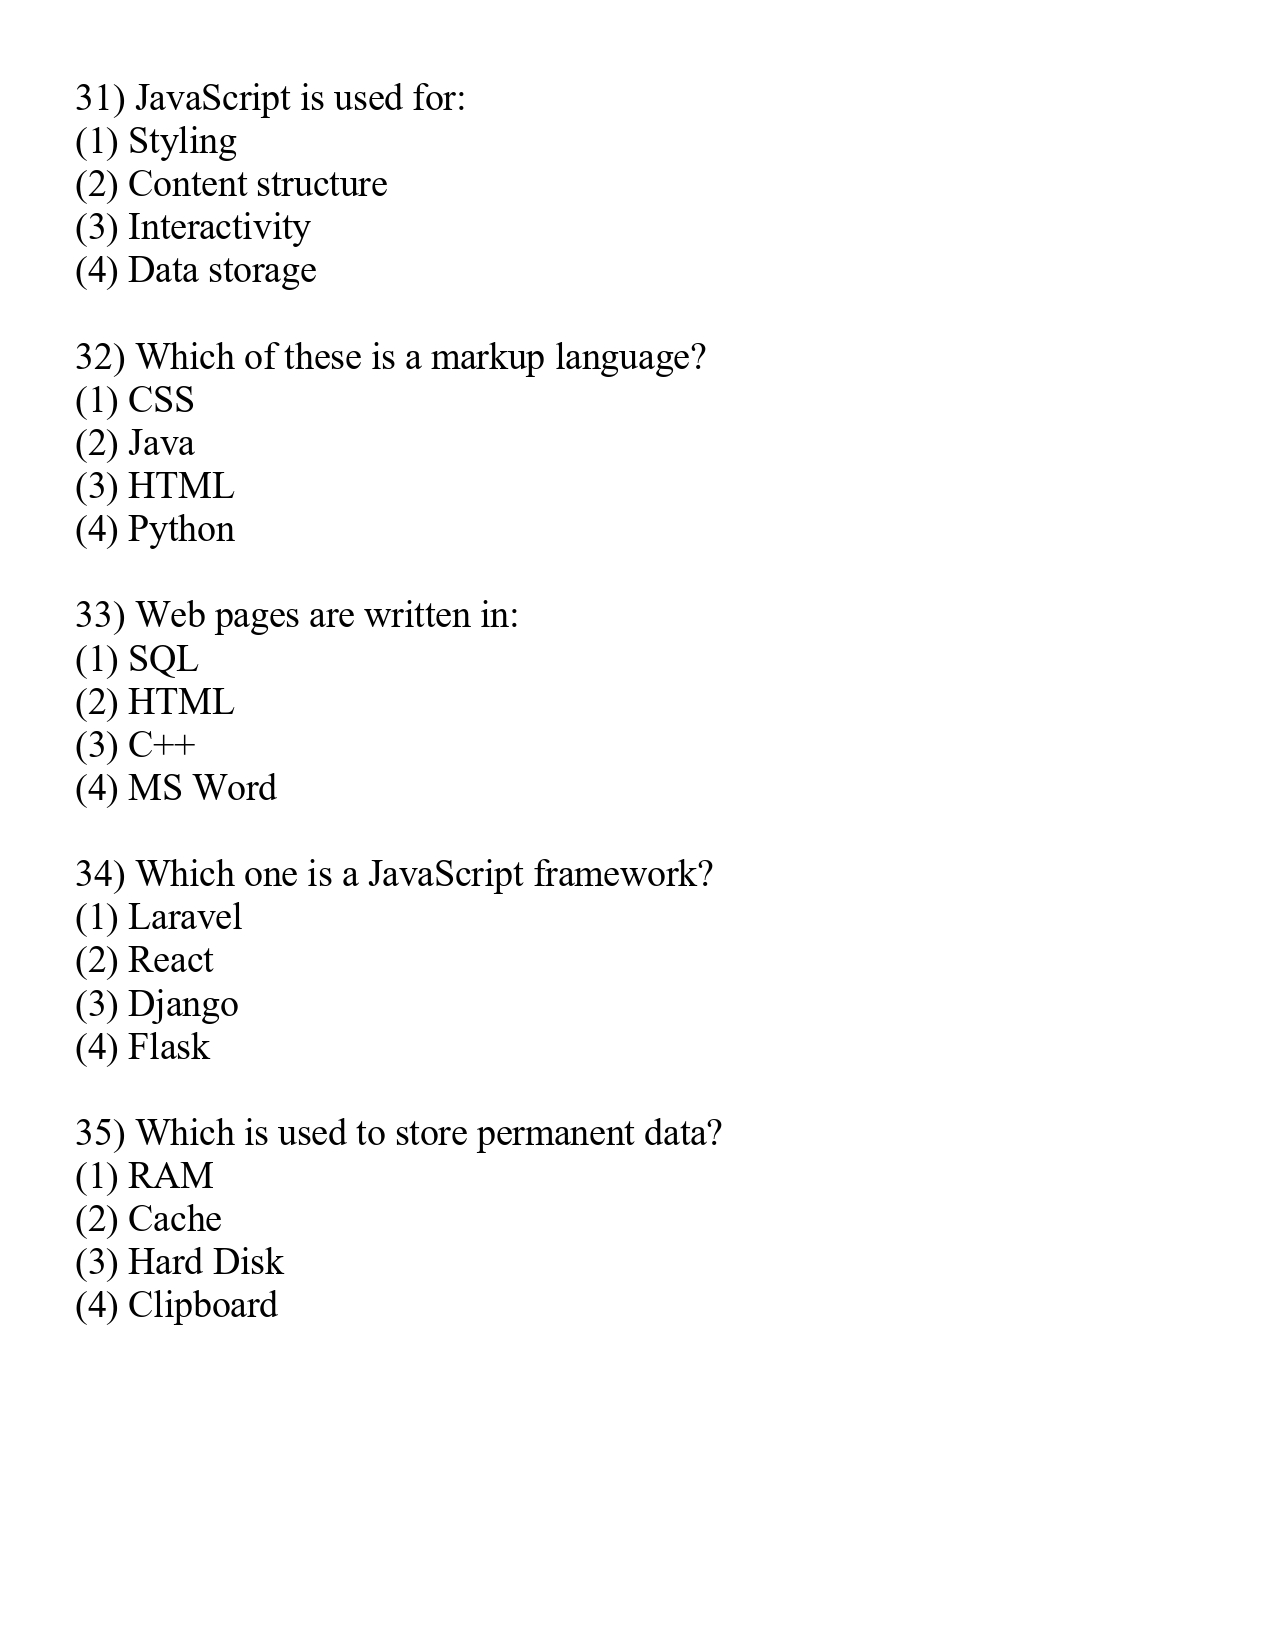 31) JavaScript is used for:
(1) Styling
(2) Content structure
(3) Interactivity
(4) Data storage
32) Which of these is a markup language?
(1) CSS
(2) Java
(3) HTML
(4) Python
33) Web pages are written in:
(1) SQL
(2) HTML
(3) C++
(4) MS Word
34) Which one is a JavaScript framework?
(1) Laravel
(2) React
(3) Django
(4) Flask
35) Which is used to store permanent data?
(1) RAM
(2) Cache
(3) Hard Disk
(4) Clipboard